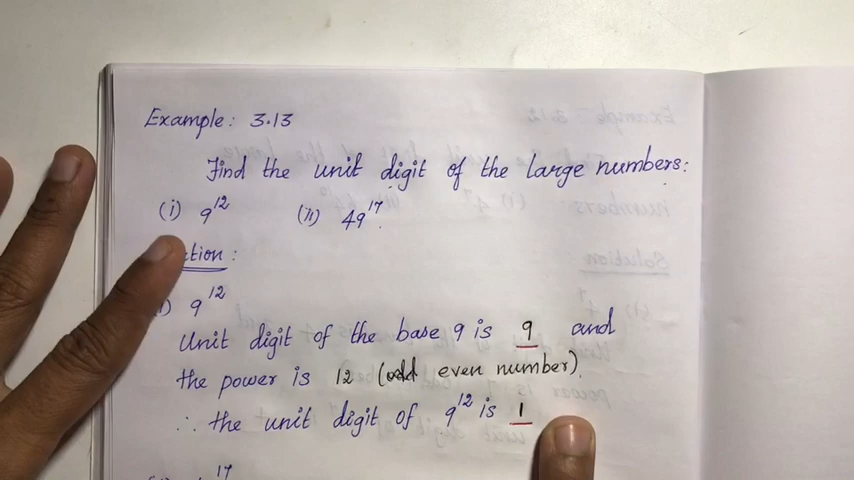 Example: 3.13
Find the unit digit of the large numbers:
(i) 9^12 (ii) 49^17.
9^12
Unit digit of the base 9 is 9 and
the power is 12 (odd even number).
∴ the unit digit of 9^12 is 1
17